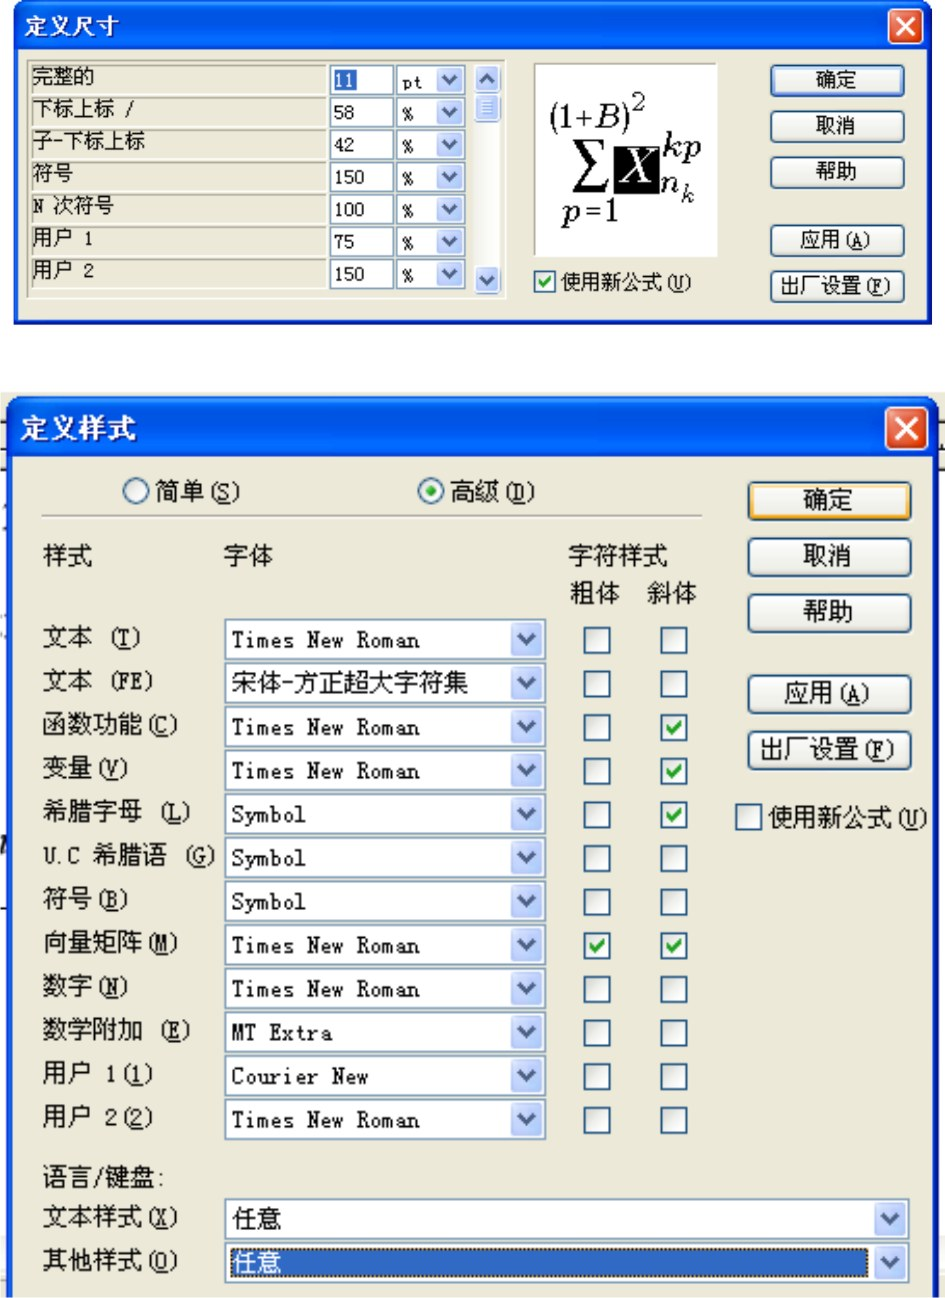 定义尺寸
完整的 11 pt
下标上标 / 58 %
子-下标上标 42 %
符号 150 %
N 次符号 100 %
用户 1 75 %
用户 2 150 %
(1+B)²
∑ X kp n k
p=1
使用新公式(U)
确定
取消
帮助
应用(A)
出厂设置(F)
定义样式
简单(S) 高级(D)
样式 字体 字符样式
粗体 斜体
文本 (T) Times New Roman
文本 (FE) 宋体-方正超大字符集
函数功能(C) Times New Roman
变量(V) Times New Roman
希腊字母 (L) Symbol
U.C 希腊语 (G) Symbol
符号(B) Symbol
向量矩阵(M) Times New Roman
数字(N) Times New Roman
数学附加 (E) MT Extra
用户 1(1) Courier New
用户 2(2) Times New Roman
语言/键盘:
文本样式(X) 任意
其他样式(O) 任意
确定
取消
帮助
应用(A)
出厂设置(F)
使用新公式(U)